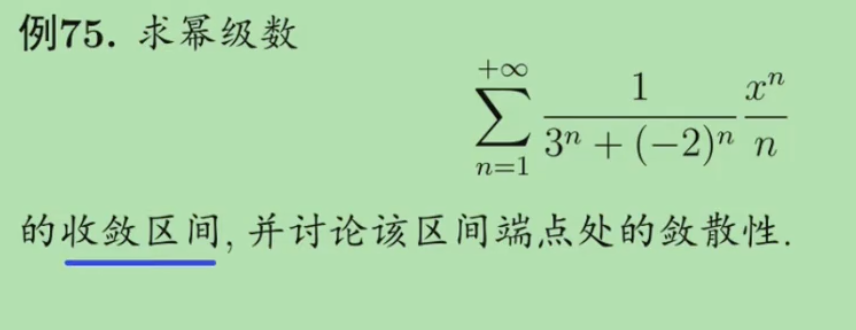 例75. 求幂级数
$$\sum_{n=1}^{+\infty} \frac{1}{3^n + (-2)^n} \frac{x^n}{n}$$
的收敛区间, 并讨论该区间端点处的敛散性.